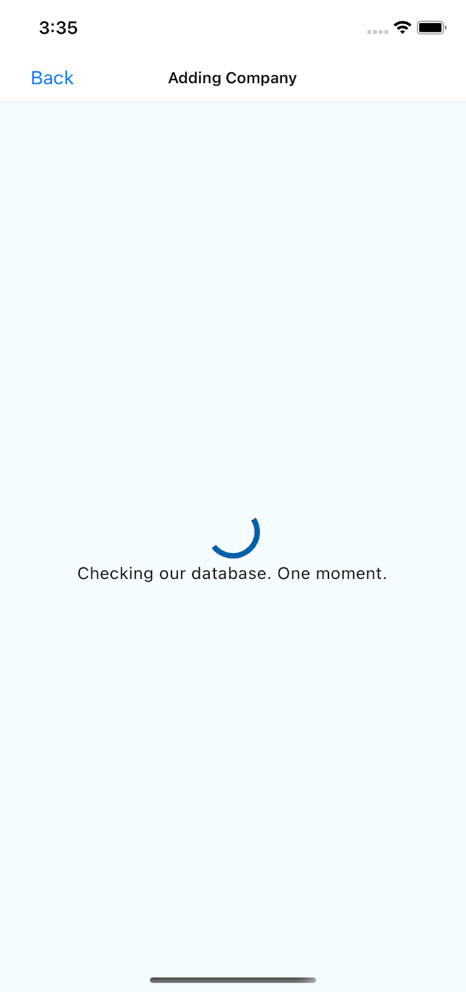 3:35
Back
Adding Company
Checking our database. One moment.